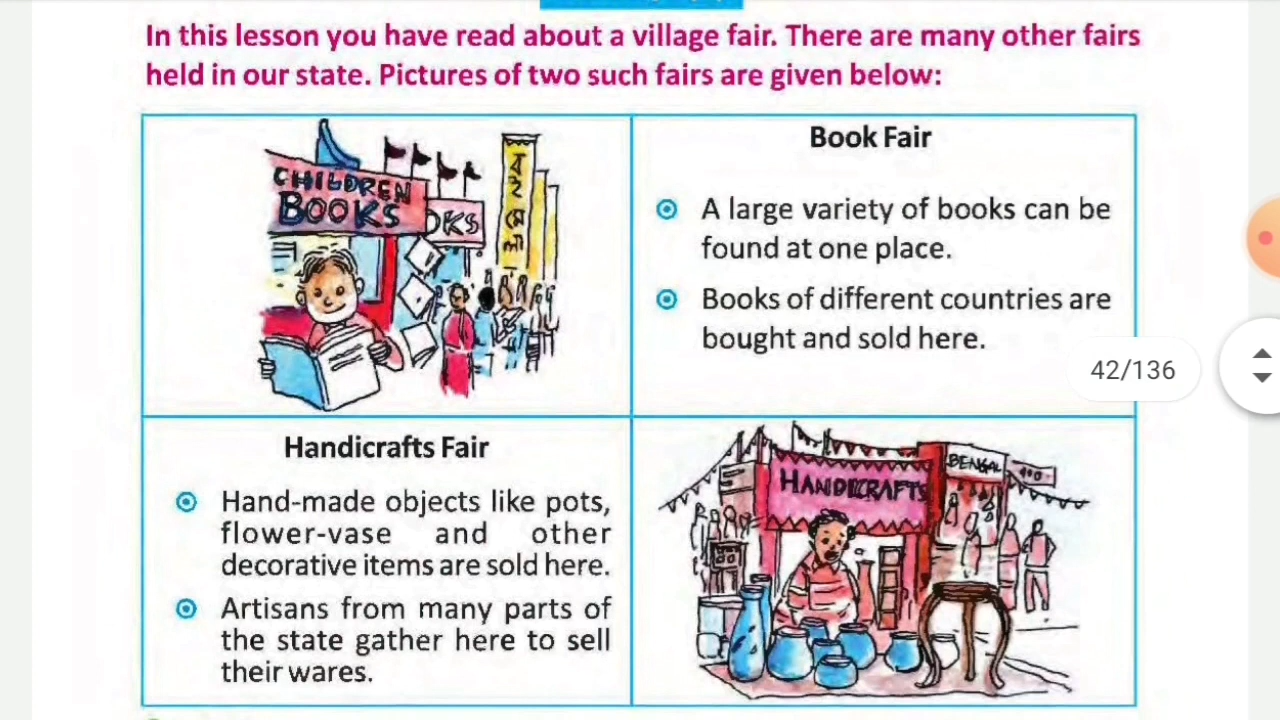 In this lesson you have read about a village fair. There are many other fairs
held in our state. Pictures of two such fairs are given below:
CHILDREN
BOOKS
OKS
Book Fair
A large variety of books can be
found at one place.
Books of different countries are
bought and sold here.
42/136
Handicrafts Fair
Hand-made objects like pots,
flower-vase and other
decorative items are sold here.
Artisans from many parts of
the state gather here to sell
their wares.
HANDICRAFTS
BENGAL